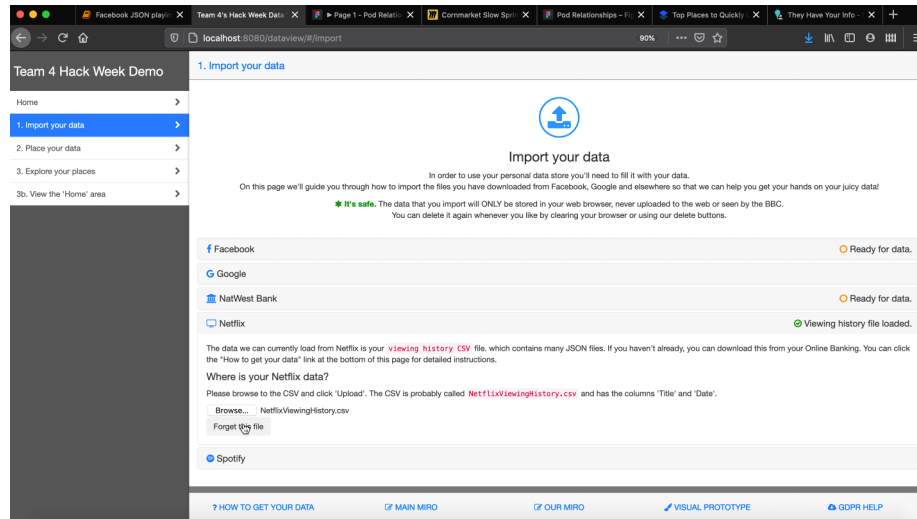 Facebook JSON playin
Team 4's Hack Week Data
Page 1 - Pod Relation
Cornmarket Slow Sprin
Pod Relationships – Fi
Top Places to Quickly
They Have Your Info -
localhost:8080/dataview/#/import
90%
Team 4 Hack Week Demo
1. Import your data
Home
1. Import your data
2. Place your data
3. Explore your places
3b. View the 'Home' area
Import your data
In order to use your personal data store you'll need to fill it with your data.
On this page we'll guide you through how to import the files you have downloaded from Facebook, Google and elsewhere so that we can help you get your hands on your juicy data!
It's safe. The data that you import will ONLY be stored in your web browser, never uploaded to the web or seen by the BBC.
You can delete it again whenever you like by clearing your browser or using our delete buttons.
Facebook Ready for data.
Google
NatWest Bank Ready for data.
Netflix Viewing history file loaded.
The data we can currently load from Netflix is your viewing history CSV file. which contains many JSON files. If you haven't already, you can download this from your Online Banking. You can click
the "How to get your data" link at the bottom of this page for detailed instructions.
Where is your Netflix data?
Please browse to the CSV and click 'Upload'. The CSV is probably called NetflixViewingHistory.csv and has the columns 'Title' and 'Date'.
Browse... NetflixViewingHistory.csv
Forget this file
Spotify
? HOW TO GET YOUR DATA
MAIN MIRO
OUR MIRO
VISUAL PROTOTYPE
GDPR HELP